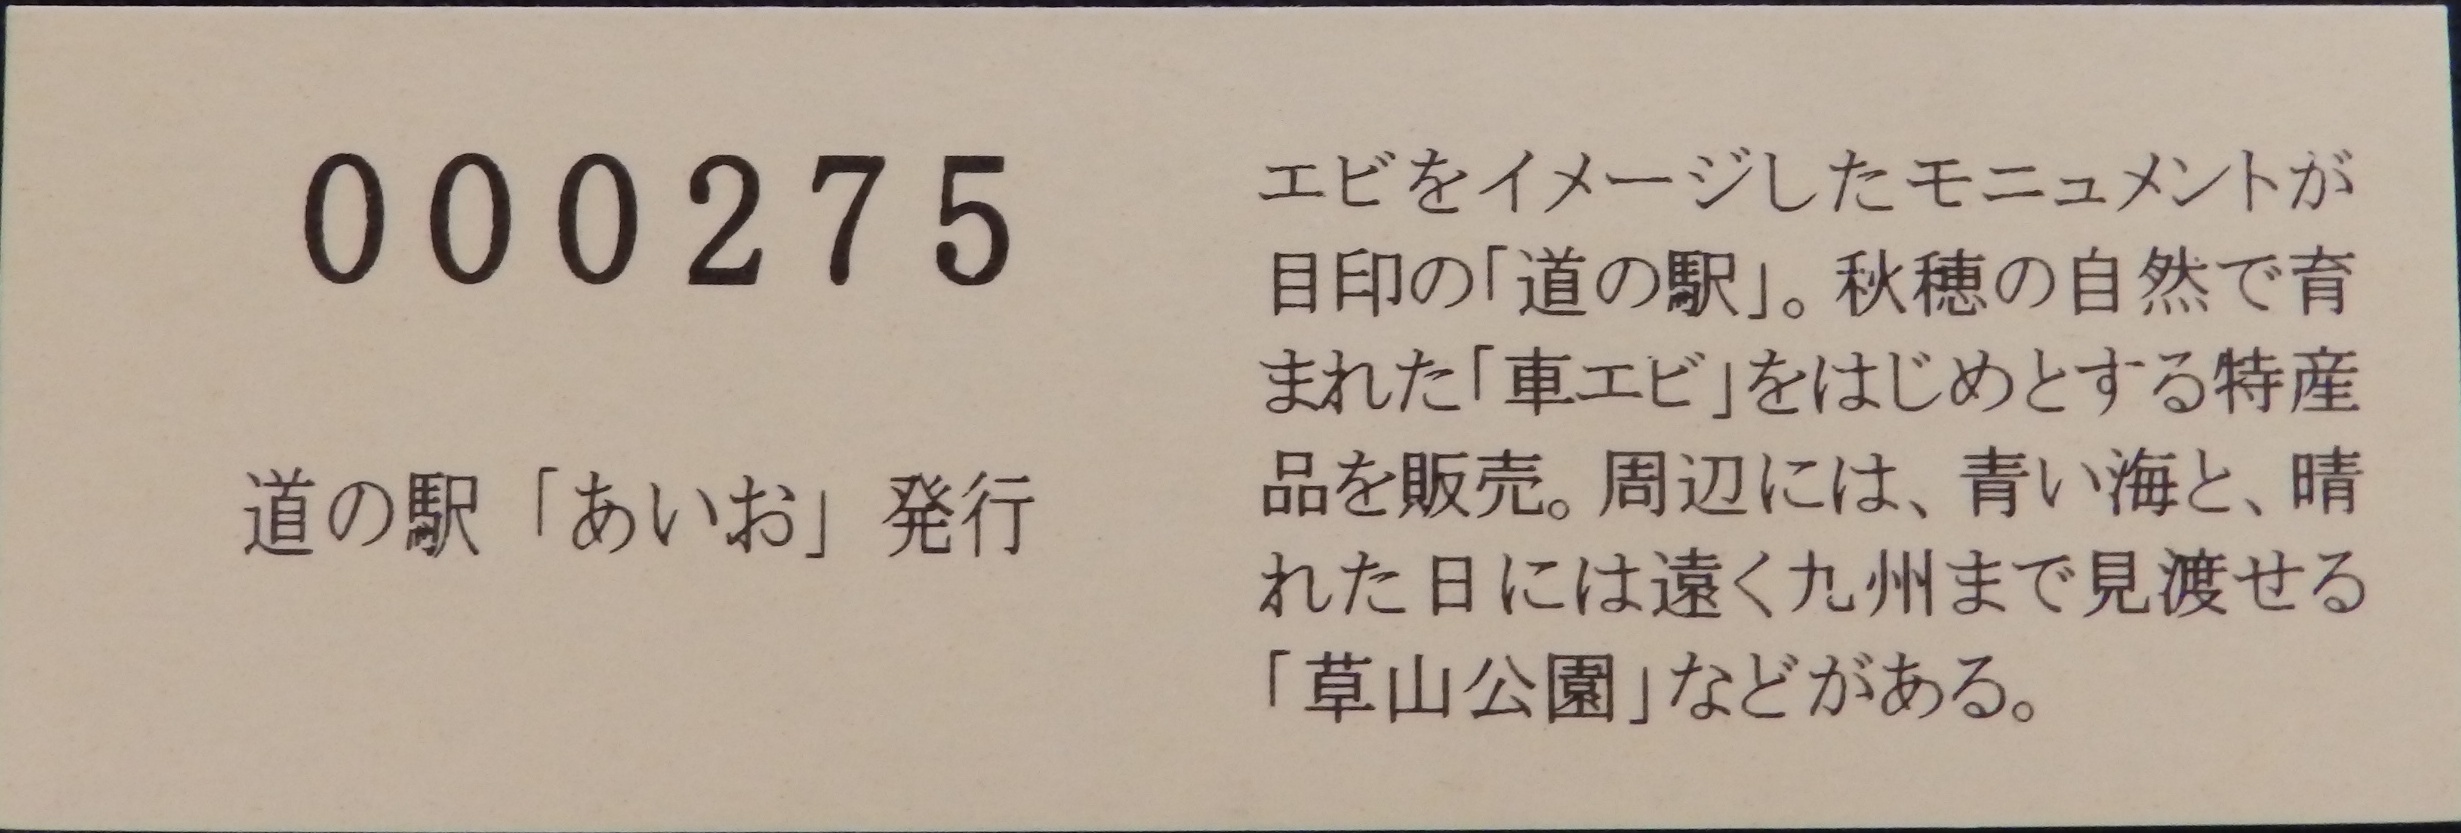 000275
道の駅「あいお」発行
エビをイメージしたモニュメントが
目印の「道の駅」。秋穂の自然で育
まれた「車エビ」をはじめとする特産
品を販売。周辺には、青い海と、晴
れた日には遠く九州まで見渡せる
「草山公園」などがある。